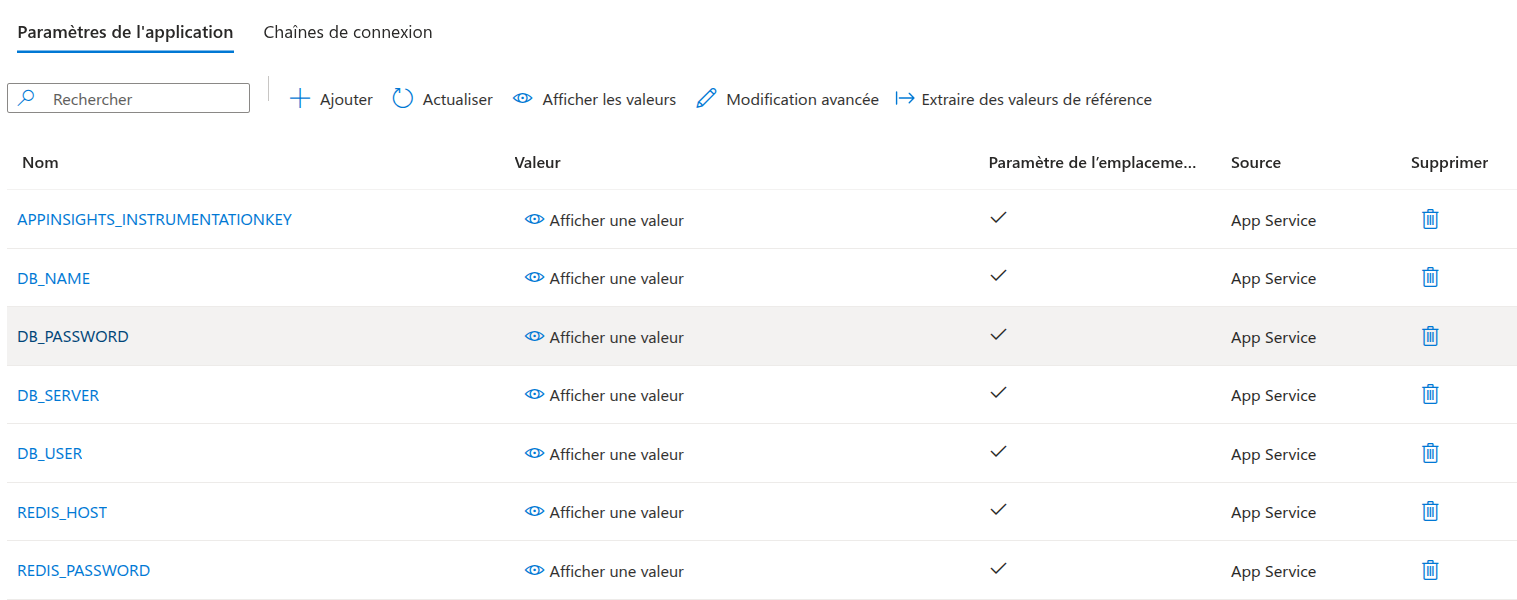 Paramètres de l'application Chaînes de connexion
Rechercher Ajouter Actualiser Afficher les valeurs Modification avancée Extraire des valeurs de référence
Nom Valeur Paramètre de l’emplaceme... Source Supprimer
APPINSIGHTS_INSTRUMENTATIONKEY Afficher une valeur App Service
DB_NAME Afficher une valeur App Service
DB_PASSWORD Afficher une valeur App Service
DB_SERVER Afficher une valeur App Service
DB_USER Afficher une valeur App Service
REDIS_HOST Afficher une valeur App Service
REDIS_PASSWORD Afficher une valeur App Service